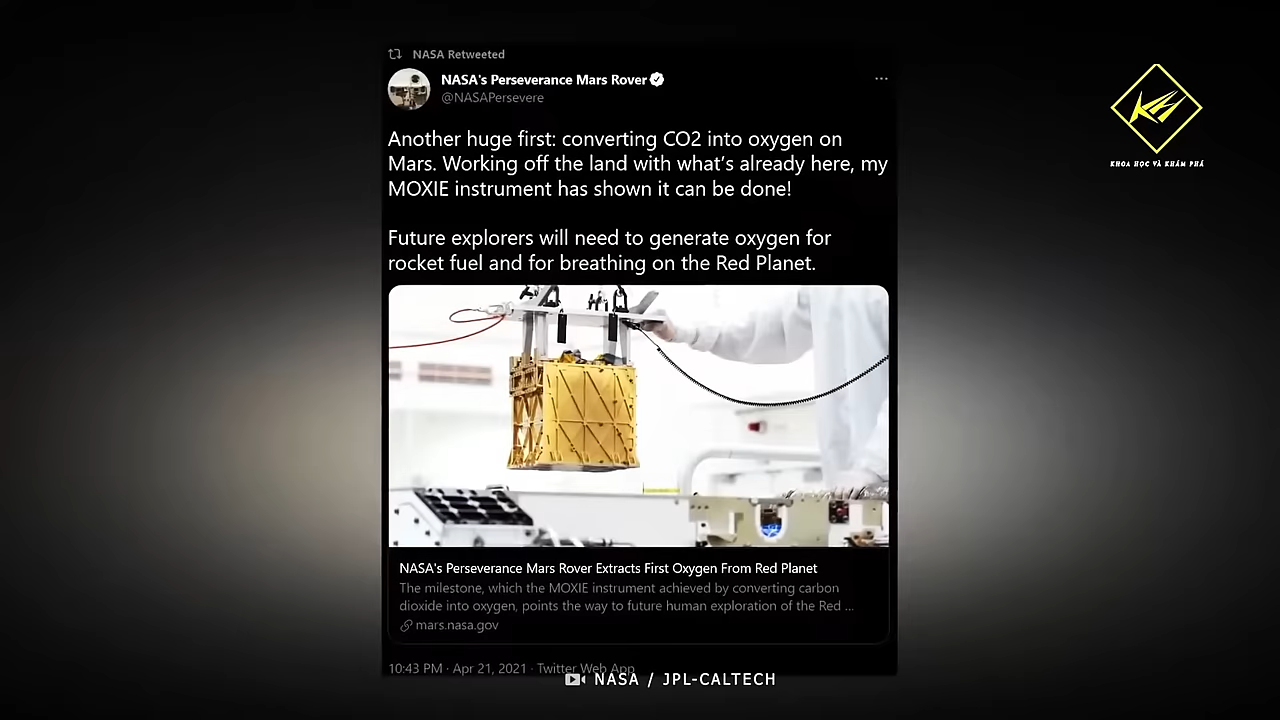 NASA Retweeted
NASA's Perseverance Mars Rover
@NASAPersevere
Another huge first: converting CO2 into oxygen on
Mars. Working off the land with what's already here, my
MOXIE instrument has shown it can be done!
Future explorers will need to generate oxygen for
rocket fuel and for breathing on the Red Planet.
NASA's Perseverance Mars Rover Extracts First Oxygen From Red Planet
The milestone, which the MOXIE instrument achieved by converting carbon
dioxide into oxygen, points the way to future human exploration of the Red ...
mars.nasa.gov
10:43 PM · Apr 21, 2021 · Twitter Web App
NASA / JPL-CALTECH
KHOA HỌC VÀ KHÁM PHÁ